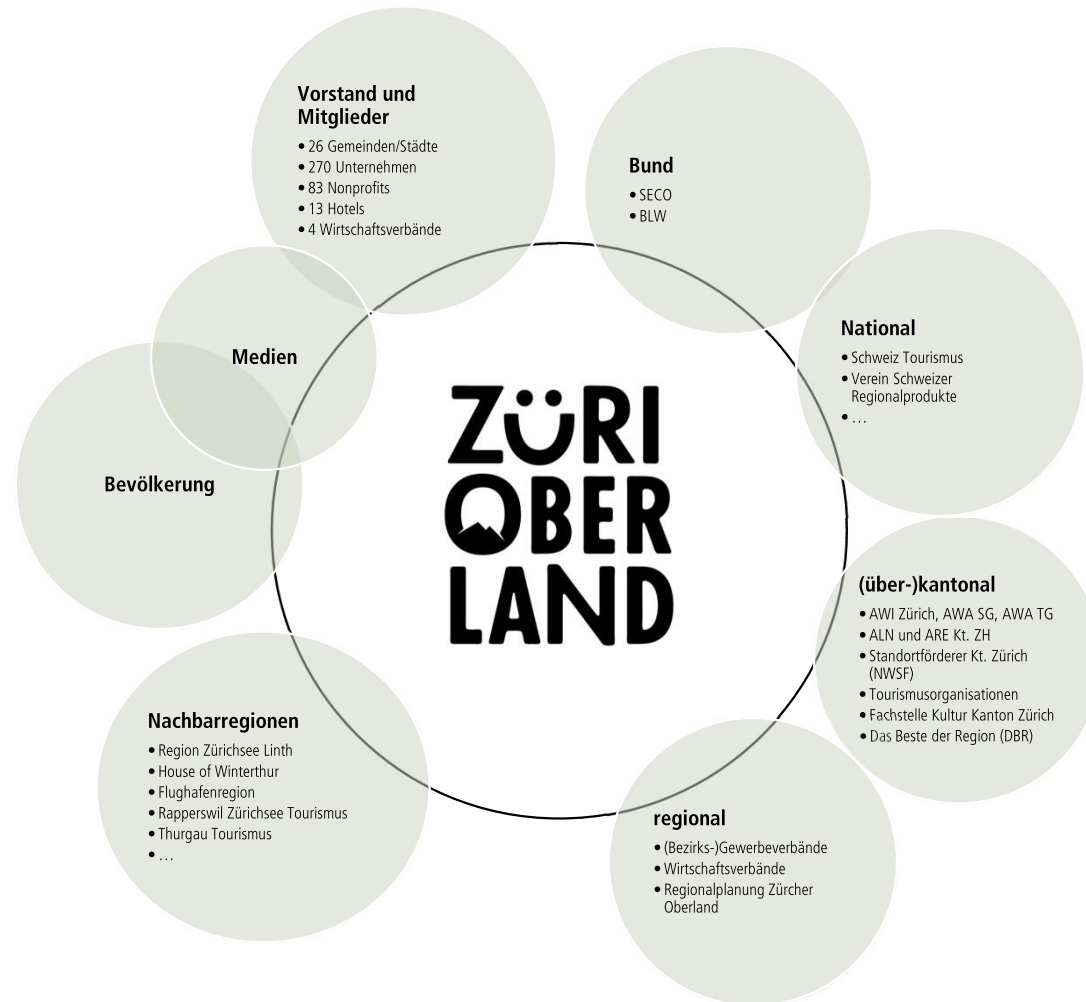 Vorstand und
Mitglieder
• 26 Gemeinden/Städte
• 270 Unternehmen
• 83 Nonprofits
• 13 Hotels
• 4 Wirtschaftsverbände
Bund
• SECO
• BLW
National
• Schweiz Tourismus
• Verein Schweizer
Regionalprodukte
• …
(über-)kantonal
• AWI Zürich, AWA SG, AWA TG
• ALN und ARE Kt. ZH
• Standortförderer Kt. Zürich
(NWSF)
• Tourismusorganisationen
• Fachstelle Kultur Kanton Zürich
• Das Beste der Region (DBR)
regional
• (Bezirks-)Gewerbeverbände
• Wirtschaftsverbände
• Regionalplanung Zürcher
Oberland
Nachbarregionen
• Region Zürichsee Linth
• House of Winterthur
• Flughafenregion
• Rapperswil Zürichsee Tourismus
• Thurgau Tourismus
• …
Bevölkerung
Medien
ZÜRI
OBER
LAND